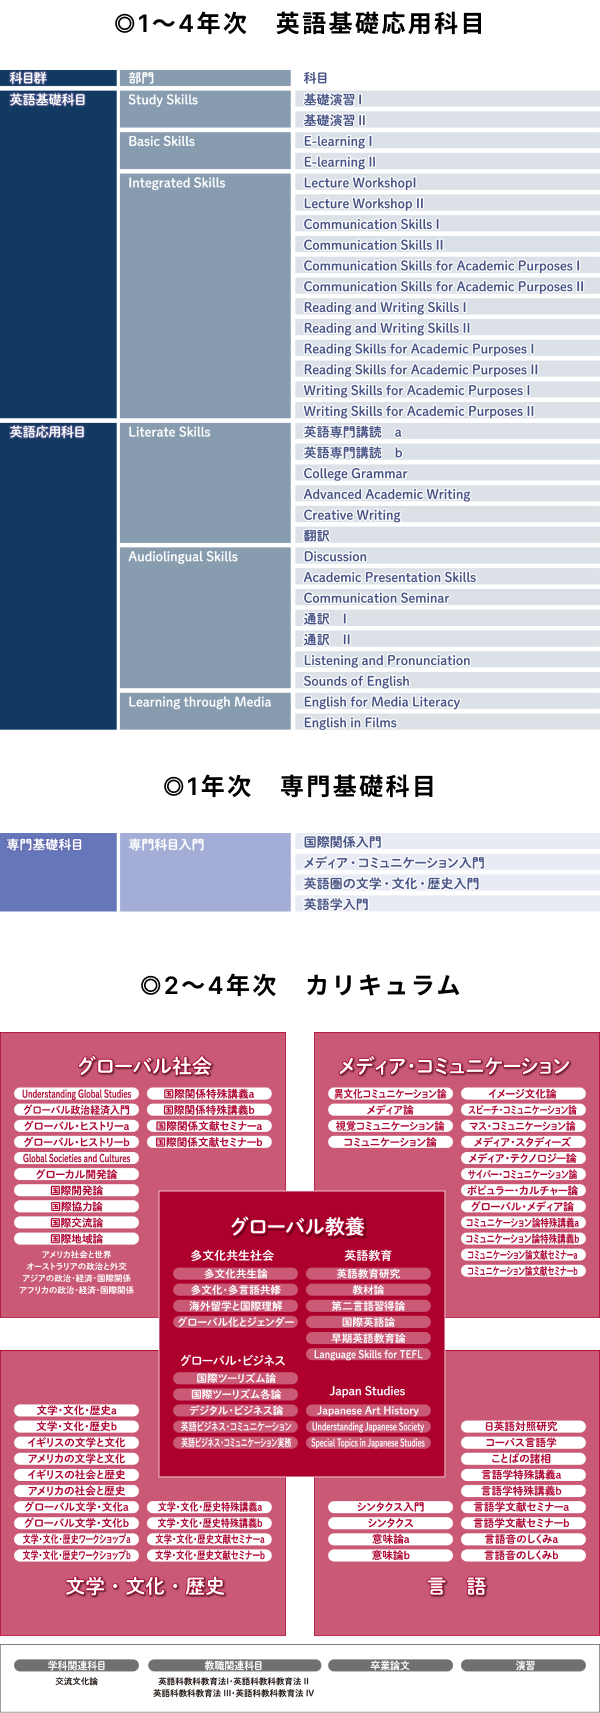 ◎1〜4年次　英語基礎応用科目
科目群　部門　科目
英語基礎科目　Study Skills　基礎演習 I
基礎演習 II
Basic Skills　E-learning I
E-learning II
Integrated Skills　Lecture WorkshopI
Lecture Workshop II
Communication Skills I
Communication Skills II
Communication Skills for Academic Purposes I
Communication Skills for Academic Purposes II
Reading and Writing Skills I
Reading and Writing Skills II
Reading Skills for Academic Purposes I
Reading Skills for Academic Purposes II
Writing Skills for Academic Purposes I
Writing Skills for Academic Purposes II
英語応用科目　Literate Skills　英語専門講読　a
英語専門講読　b
College Grammar
Advanced Academic Writing
Creative Writing
翻訳
Audiolingual Skills　Discussion
Academic Presentation Skills
Communication Seminar
通訳　I
通訳　II
Listening and Pronunciation
Sounds of English
Learning through Media　English for Media Literacy
English in Films
◎1年次　専門基礎科目
専門基礎科目　専門科目入門　国際関係入門
メディア・コミュニケーション入門
英語圏の文学・文化・歴史入門
英語学入門
◎2〜4年次　カリキュラム
グローバル社会
Understanding Global Studies　国際関係特殊講義a
グローバル政治経済入門　国際関係特殊講義b
グローバル・ヒストリーa　国際関係文献セミナーa
グローバル・ヒストリーb　国際関係文献セミナーb
Global Societies and Cultures
グローカル開発論
国際開発論
国際協力論
国際交流論
国際地域論
アメリカ社会と世界
オーストラリアの政治と外交
アジアの政治・経済・国際関係
アフリカの政治・経済・国際関係
メディア・コミュニケーション
異文化コミュニケーション論　イメージ文化論
メディア論　スピーチ・コミュニケーション論
視覚コミュニケーション論　マス・コミュニケーション論
コミュニケーション論　メディア・スタディーズ
メディア・テクノロジー論
サイバー・コミュニケーション論
ポピュラー・カルチャー論
グローバル・メディア論
コミュニケーション論特殊講義a
コミュニケーション論特殊講義b
コミュニケーション論文献セミナーa
コミュニケーション論文献セミナーb
グローバル教養
多文化共生社会
多文化共生論
多文化・多言語共修
海外留学と国際理解
グローバル化とジェンダー
英語教育
英語教育研究
教材論
第二言語習得論
国際英語論
早期英語教育論
Language Skills for TEFL
グローバル・ビジネス
国際ツーリズム論
国際ツーリズム各論
デジタル・ビジネス論
英語ビジネス・コミュニケーション
英語ビジネス・コミュニケーション実務
Japan Studies
Japanese Art History
Understanding Japanese Society
Special Topics in Japanese Studies
文学・文化・歴史a
文学・文化・歴史b
イギリスの文学と文化
アメリカの文学と文化
イギリスの社会と歴史
アメリカの社会と歴史
グローバル文学・文化a　文学・文化・歴史特殊講義a
グローバル文学・文化b　文学・文化・歴史特殊講義b
文学・文化・歴史ワークショップa　文学・文化・歴史文献セミナーa
文学・文化・歴史ワークショップb　文学・文化・歴史文献セミナーb
文学・文化・歴史
日英語対照研究
コーパス言語学
ことばの諸相
言語学特殊講義a
言語学特殊講義b
シンタクス入門　言語学文献セミナーa
シンタクス　言語学文献セミナーb
意味論a　言語音のしくみa
意味論b　言語音のしくみb
言　語
学科関連科目　教職関連科目　卒業論文　演習
交流文化論　英語科教科教育法I・英語科教科教育法 II
英語科教科教育法 III・英語科教科教育法 IV